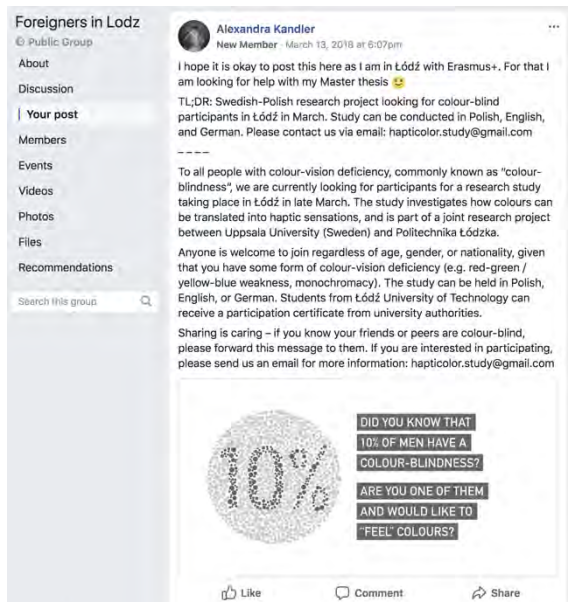 Foreigners in Lodz
Public Group
About
Discussion
Your post
Members
Events
Videos
Photos
Files
Recommendations
Search this group
Alexandra Kandler
New Member · March 13, 2018 at 6:07pm
I hope it is okay to post this here as I am in Łódź with Erasmus+. For that I
am looking for help with my Master thesis
TL;DR: Swedish-Polish research project looking for colour-blind
participants in Łódź in March. Study can be conducted in Polish, English,
and German. Please contact us via email: hapticolor.study@gmail.com
————
To all people with colour-vision deficiency, commonly known as "colour-
blindness", we are currently looking for participants for a research study
taking place in Łódź in late March. The study investigates how colours can
be translated into haptic sensations, and is part of a joint research project
between Uppsala University (Sweden) and Politechnika Łódzka.
Anyone is welcome to join regardless of age, gender, or nationality, given
that you have some form of colour-vision deficiency (e.g. red-green /
yellow-blue weakness, monochromacy). The study can be held in Polish,
English, or German. Students from Łódź University of Technology can
receive a participation certificate from university authorities.
Sharing is caring – if you know your friends or peers are colour-blind,
please forward this message to them. If you are interested in participating,
please send us an email for more information: hapticolor.study@gmail.com
10%
DID YOU KNOW THAT
10% OF MEN HAVE A
COLOUR-BLINDNESS?
ARE YOU ONE OF THEM
AND WOULD LIKE TO
"FEEL" COLOURS?
Like
Comment
Share